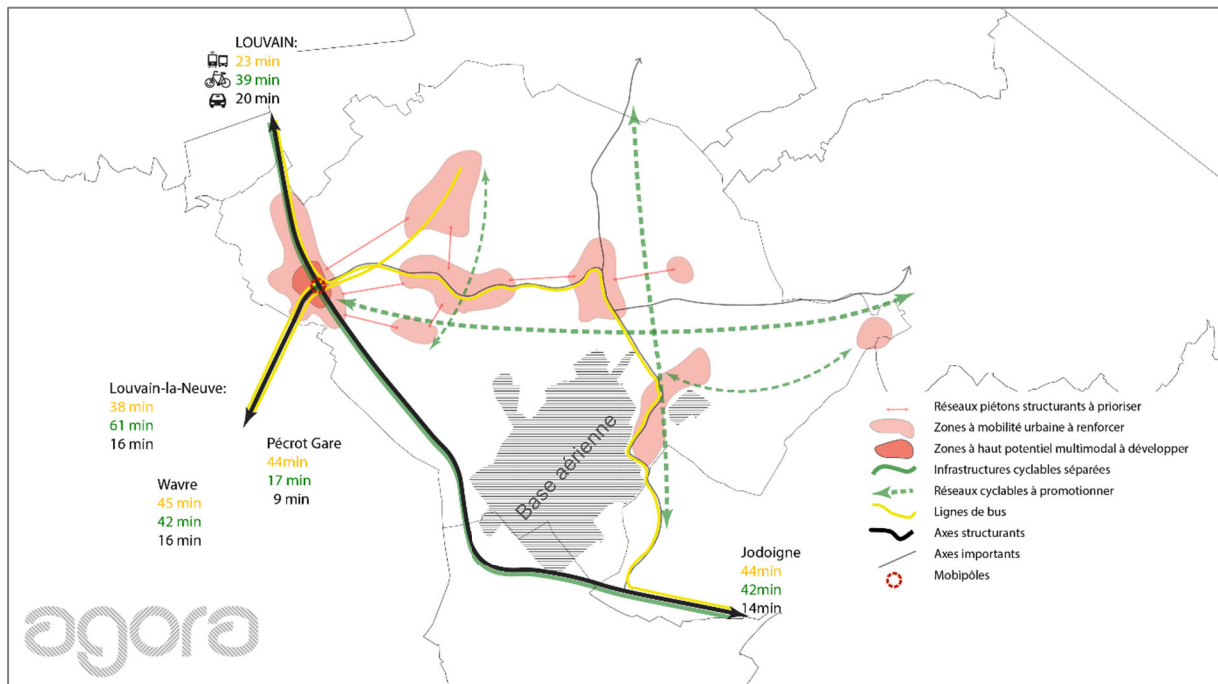 LOUVAIN:
23 min
39 min
20 min
Louvain-la-Neuve:
38 min
61 min
16 min
Pécrot Gare
44min
17 min
9 min
Wavre
45 min
42 min
16 min
Base aérienne
Jodoigne
44min
42min
14min
Réseaux piétons structurants à prioriser
Zones à mobilité urbaine à renforcer
Zones à haut potentiel multimodal à développer
Infrastructures cyclables séparées
Réseaux cyclables à promotionner
Lignes de bus
Axes structurants
Axes importants
Mobipôles
agora